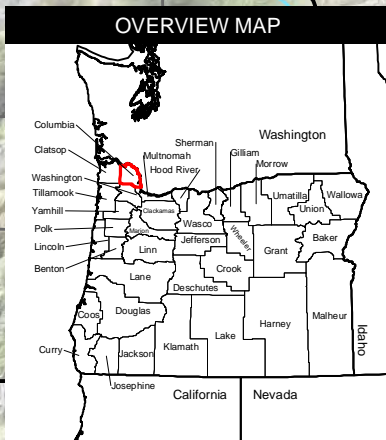 OVERVIEW MAP
Columbia
Clatsop
Washington
Tillamook
Yamhill
Polk
Lincoln
Benton
Multnomah
Hood River
Sherman
Gilliam
Morrow
Washington
Umatilla
Wallowa
Union
Clackamas
Marion
Wasco
Wheeler
Baker
Linn
Jefferson
Grant
Crook
Lane
Deschutes
Coos
Douglas
Malheur
Harney
Lake
Klamath
Curry
Jackson
Josephine
Idaho
California
Nevada